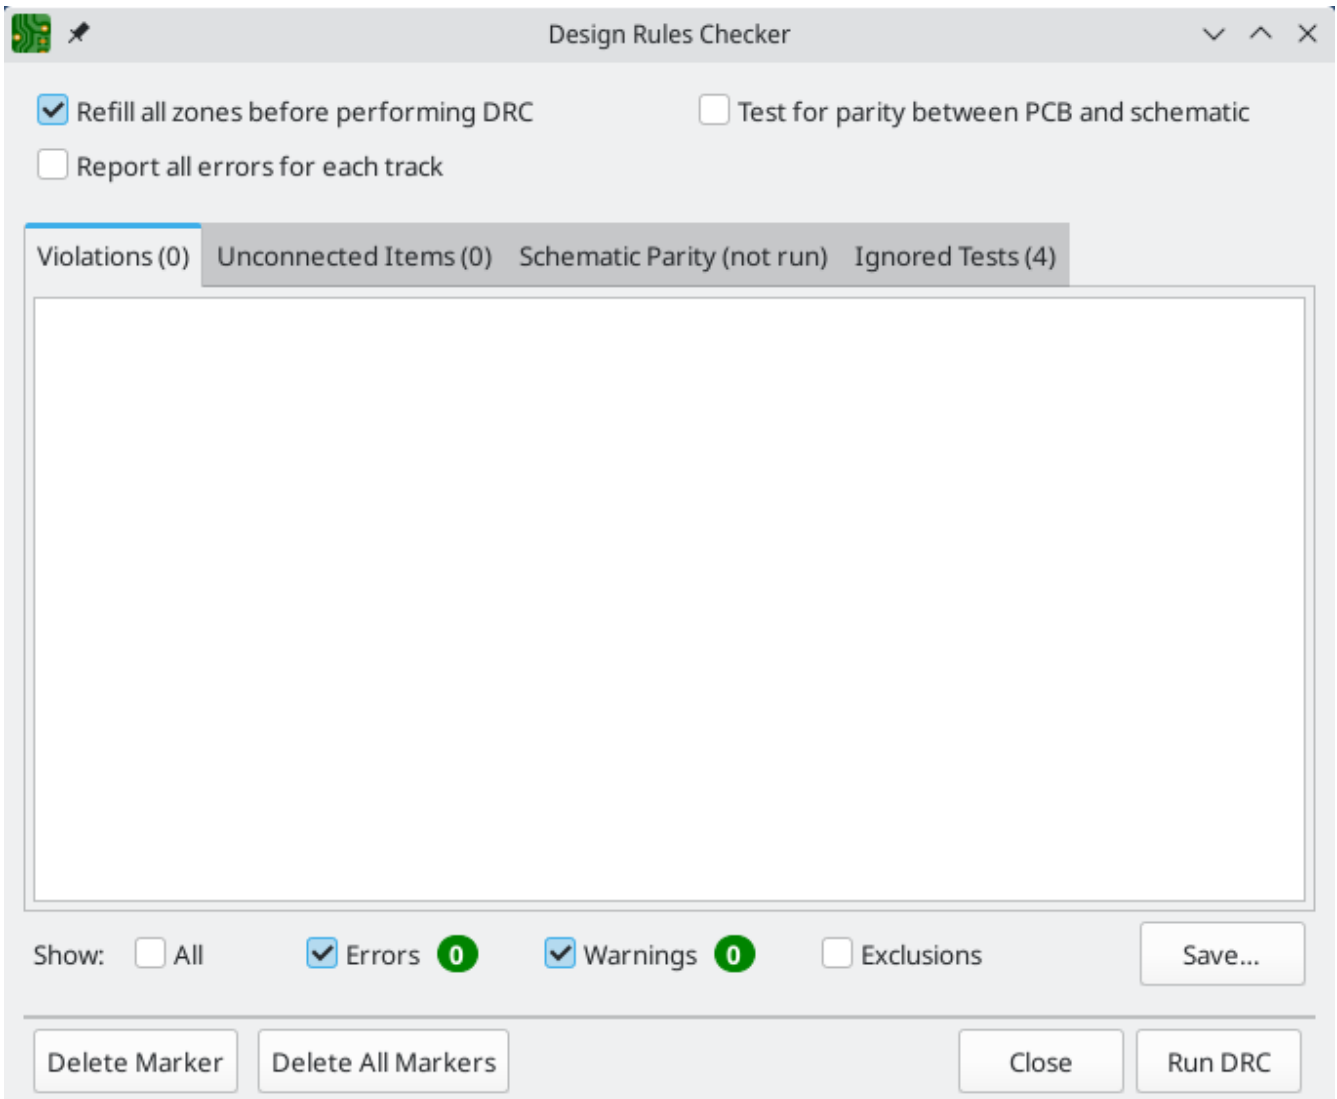 Design Rules Checker
Refill all zones before performing DRC
Test for parity between PCB and schematic
Report all errors for each track
Violations (0) Unconnected Items (0) Schematic Parity (not run) Ignored Tests (4)
Show: All Errors 0 Warnings 0 Exclusions Save...
Delete Marker Delete All Markers Close Run DRC